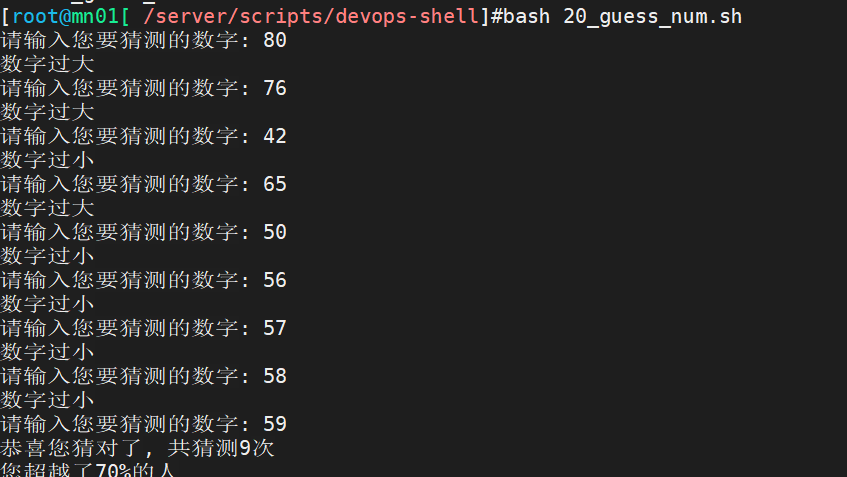 [root@mn01[ /server/scripts/devops-shell]#bash 20_guess_num.sh
请输入您要猜测的数字: 80
数字过大
请输入您要猜测的数字: 76
数字过大
请输入您要猜测的数字: 42
数字过小
请输入您要猜测的数字: 65
数字过大
请输入您要猜测的数字: 50
数字过小
请输入您要猜测的数字: 56
数字过小
请输入您要猜测的数字: 57
数字过小
请输入您要猜测的数字: 58
数字过小
请输入您要猜测的数字: 59
恭喜您猜对了, 共猜测9次
您超越了70%的人